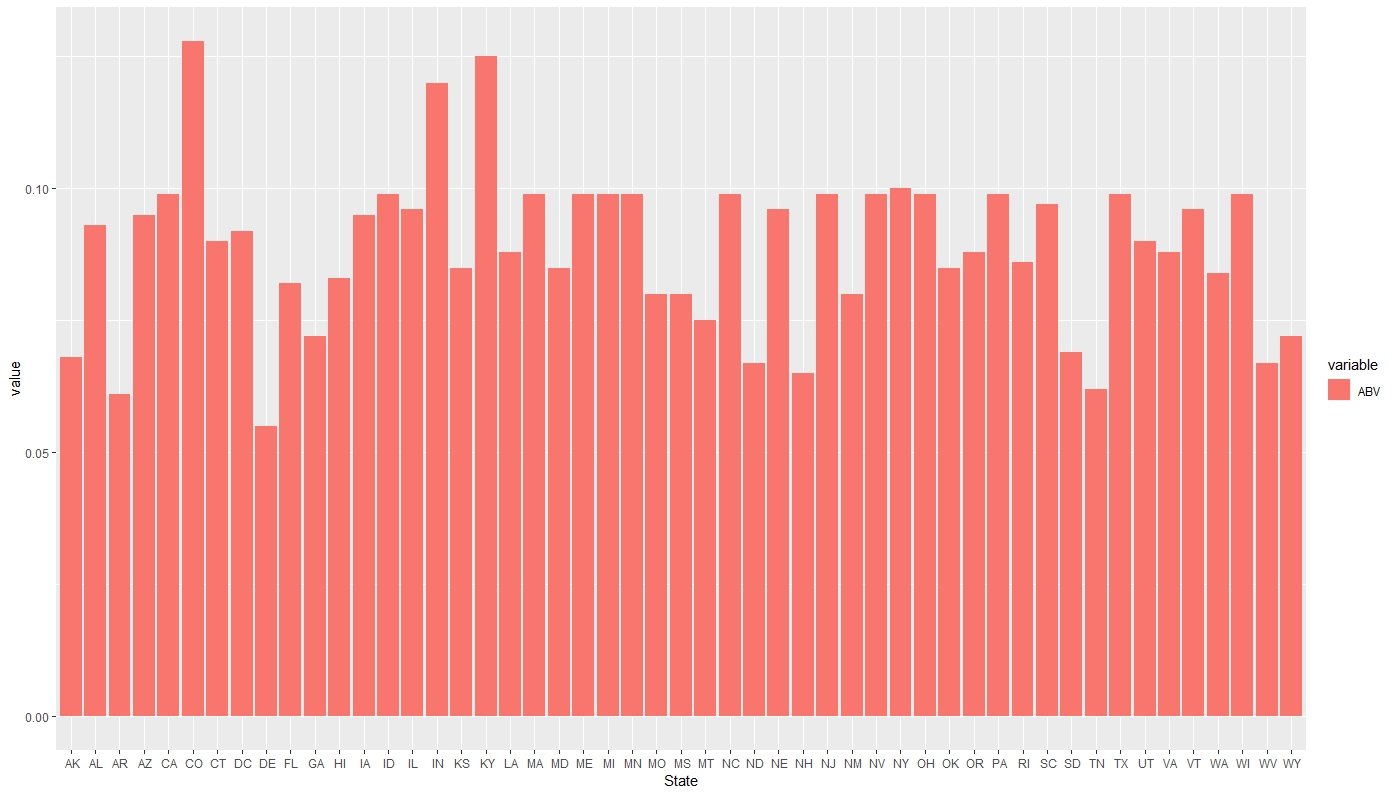 value
0.10
0.05
0.00
AK AL AR AZ CA CO CT DC DE FL GA HI IA ID IL IN KS KY LA MA MD ME MI MN MO MS MT NC ND NE NH NJ NM NV NY OH OK OR PA RI SC SD TN TX UT VA VT WA WI WV WY
State
variable
ABV